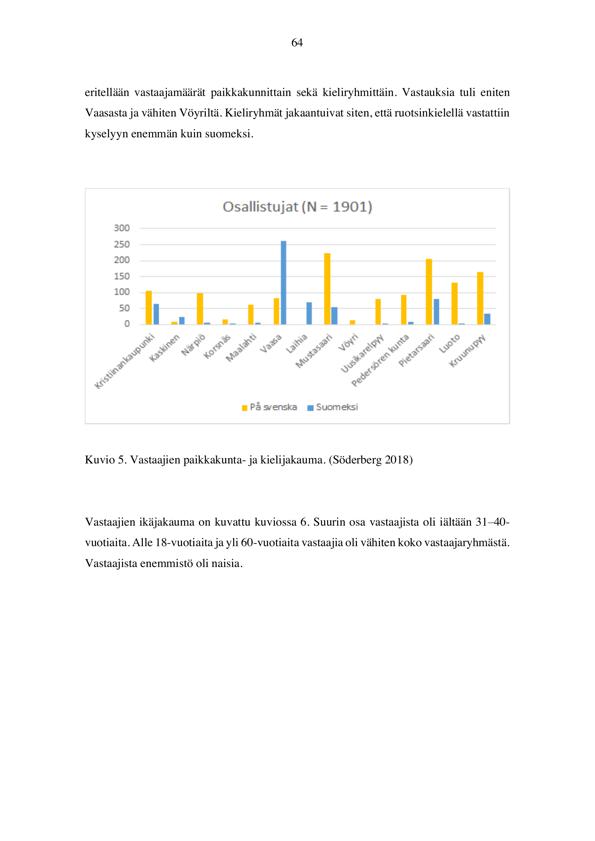 64
eritellään vastaajamäärät paikkakunnittain sekä kieliryhmittäin. Vastauksia tuli eniten
Vaasasta ja vähiten Vöyriltä. Kieliryhmät jakaantuivat siten, että ruotsinkielellä vastattiin
kyselyyn enemmän kuin suomeksi.
Osallistujat (N = 1901)
300
250
200
150
100
50
0
Kristiinankaupunki
Kaskinen
Närpiö
Korsnäs
Maalahti
Vaasa
Laihia
Mustasaari
Vöyri
Uusikarelpyy
Pedersören kunta
Pietarsaari
Luoto
Kruunupyy
På svenska Suomeksi
Kuvio 5. Vastaajien paikkakunta- ja kielijakauma. (Söderberg 2018)
Vastaajien ikäjakauma on kuvattu kuviossa 6. Suurin osa vastaajista oli iältään 31–40-
vuotiaita. Alle 18-vuotiaita ja yli 60-vuotiaita vastaajia oli vähiten koko vastaajaryhmästä.
Vastaajista enemmistö oli naisia.